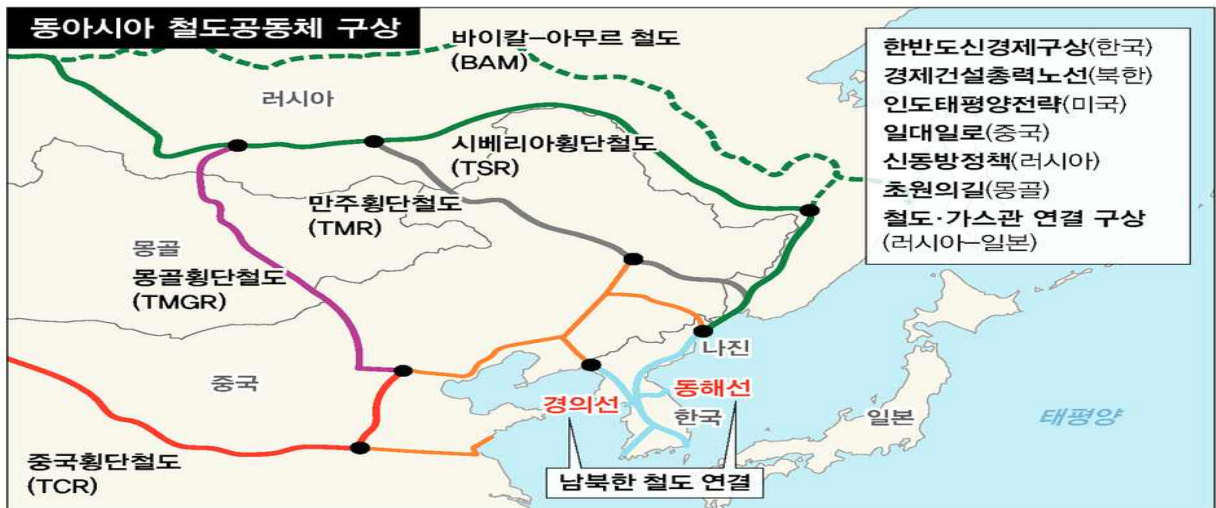 동아시아 철도공동체 구상
바이칼–아무르 철도
(BAM)
러시아
시베리아횡단철도
(TSR)
만주횡단철도
(TMR)
몽골
몽골횡단철도
(TMGR)
중국
중국횡단철도
(TCR)
나진
경의선
동해선
한국
일본
태평양
남북한 철도 연결
한반도신경제구상(한국)
경제건설총력노선(북한)
인도태평양전략(미국)
일대일로(중국)
신동방정책(러시아)
초원의길(몽골)
철도·가스관 연결 구상
(러시아–일본)